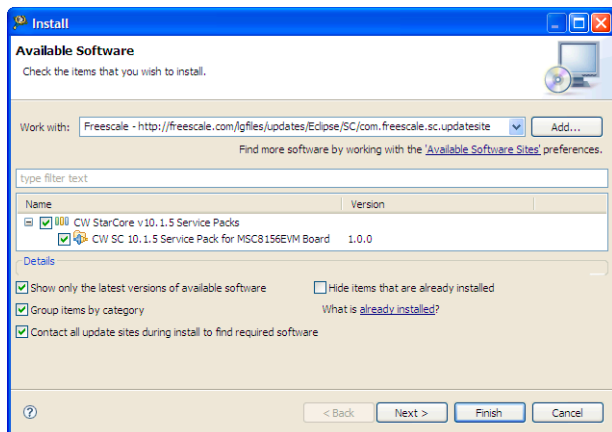 Install
Available Software
Check the items that you wish to install.
Work with: Freescale - http://freescale.com/lgfiles/updates/Eclipse/SC/com.freescale.sc.updatesite Add...
Find more software by working with the 'Available Software Sites' preferences.
type filter text
Name Version
CW StarCore v10.1.5 Service Packs
CW SC 10.1.5 Service Pack for MSC8156EVM Board 1.0.0
Details
Show only the latest versions of available software Hide items that are already installed
Group items by category What is already installed?
Contact all update sites during install to find required software
< Back Next > Finish Cancel